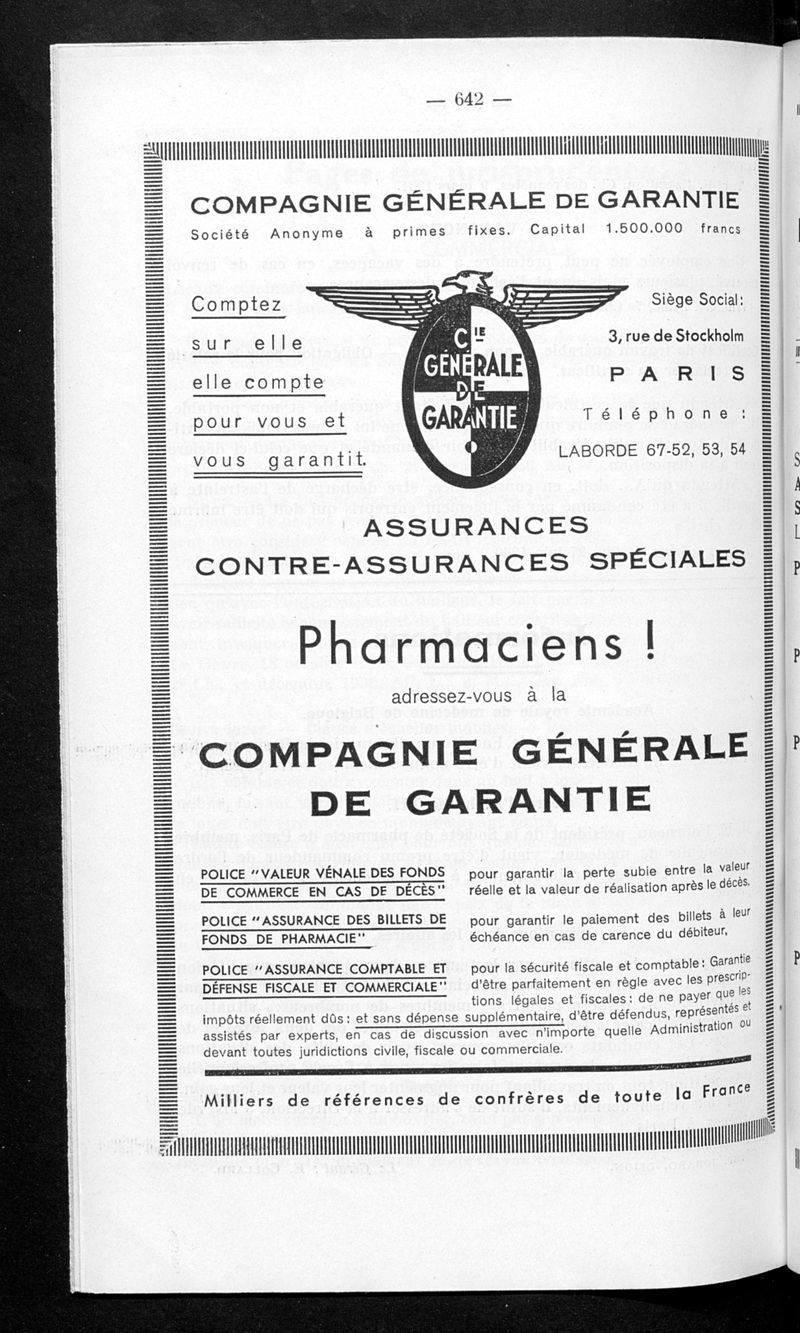 — 642 —
COMPAGNIE GÉNÉRALE DE GARANTIE
Société Anonyme à primes fixes. Capital 1.500.000 francs
Comptez
sur elle
elle compte
pour vous et
vous garantit.
CIE
GÉNÉRALE
DE
GARANTIE
Siège Social:
3, rue de Stockholm
PARIS
Téléphone :
LABORDE 67-52, 53, 54
ASSURANCES
CONTRE-ASSURANCES SPÉCIALES
Pharmaciens !
adressez-vous à la
COMPAGNIE GÉNÉRALE
DE GARANTIE
POLICE "VALEUR VÉNALE DES FONDS
DE COMMERCE EN CAS DE DÉCÈS"
pour garantir la perte subie entre la valeur
réelle et la valeur de réalisation après le décès.
POLICE "ASSURANCE DES BILLETS DE
FONDS DE PHARMACIE"
pour garantir le paiement des billets à leur
échéance en cas de carence du débiteur.
POLICE "ASSURANCE COMPTABLE ET
DÉFENSE FISCALE ET COMMERCIALE"
pour la sécurité fiscale et comptable : Garantie
d'être parfaitement en règle avec les prescrip-
tions légales et fiscales : de ne payer que les
impôts réellement dûs : et sans dépense supplémentaire, d'être défendus, représentés et
assistés par experts, en cas de discussion avec n'importe quelle Administration ou
devant toutes juridictions civile, fiscale ou commerciale.
Milliers de références de confrères de toute la France